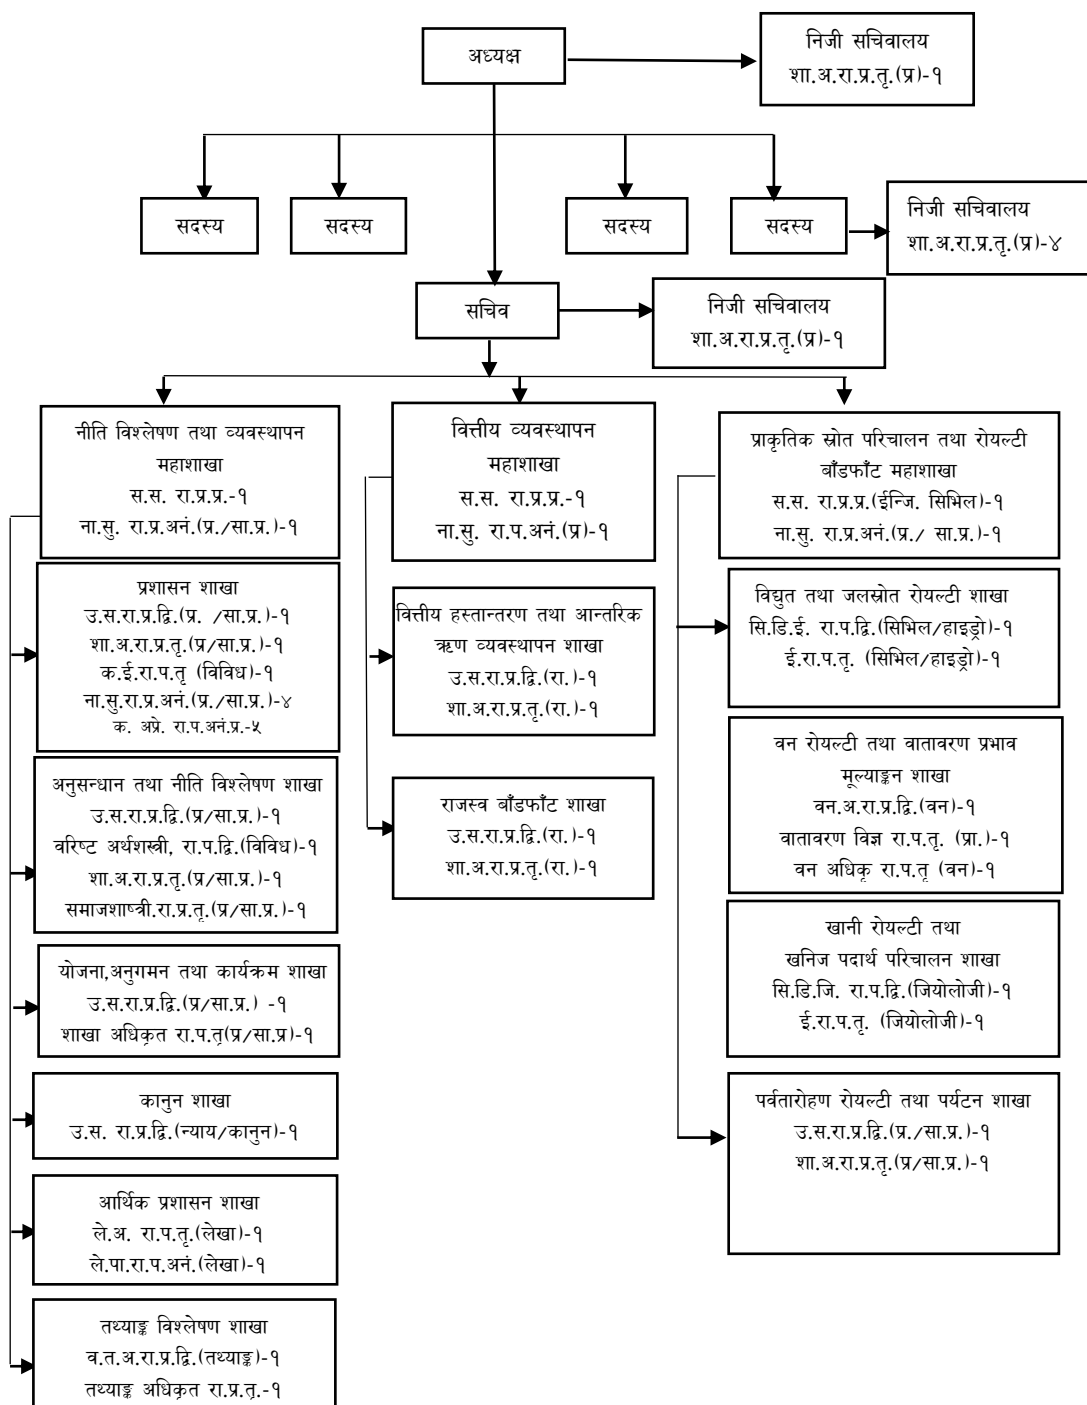 अध्यक्ष
निजी सचिवालय
शा.अ.रा.प्र.तृ.(प्र)-१
सदस्य
सदस्य
सदस्य
सदस्य
निजी सचिवालय
शा.अ.रा.प्र.तृ.(प्र)-४
सचिव
निजी सचिवालय
शा.अ.रा.प्र.तृ.(प्र)-१
नीति विश्लेषण तथा व्यवस्थापन
महाशाखा
स.स. रा.प्र.प्र.-१
ना.सु. रा.प्र.अनं.(प्र./सा.प्र.)-१
प्रशासन शाखा
उ.स.रा.प्र.द्वि.(प्र. /सा.प्र.)-१
शा.अ.रा.प्र.तृ.(प्र/सा.प्र.)-१
क.ई.रा.प.तृ (विविध)-१
ना.सु.रा.प्र.अनं.(प्र./सा.प्र.)-४
क. अप्रे. रा.प.अनं.प्र.-५
अनुसन्धान तथा नीति विश्लेषण शाखा
उ.स.रा.प्र.द्वि.(प्र/सा.प्र.)-१
वरिष्ट अर्थशस्त्री, रा.प.द्वि.(विविध)-१
शा.अ.रा.प्र.तृ.(प्र/सा.प्र.)-१
समाजशाष्त्री.रा.प्र.तृ.(प्र/सा.प्र.)-१
योजना,अनुगमन तथा कार्यक्रम शाखा
उ.स.रा.प्र.द्वि.(प्र/सा.प्र.) -१
शाखा अधिकृत रा.प.तृ(प्र/सा.प्र)-१
कानुन शाखा
उ.स. रा.प्र.द्वि.(न्याय/कानुन)-१
आर्थिक प्रशासन शाखा
ले.अ. रा.प.तृ.(लेखा)-१
ले.पा.रा.प.अनं.(लेखा)-१
तथ्याङ्क विश्लेषण शाखा
व.त.अ.रा.प्र.द्वि.(तथ्याङ्क)-१
तथ्याङ्क अधिकृत रा.प्र.तृ.-१
वित्तीय व्यवस्थापन
महाशाखा
स.स. रा.प्र.प्र.-१
ना.सु. रा.प.अनं.(प्र)-१
वित्तीय हस्तान्तरण तथा आन्तरिक
ऋण व्यवस्थापन शाखा
उ.स.रा.प्र.द्वि.(रा.)-१
शा.अ.रा.प्र.तृ.(रा.)-१
राजस्व बाँडफाँट शाखा
उ.स.रा.प्र.द्वि.(रा.)-१
शा.अ.रा.प्र.तृ.(रा.)-१
प्राकृतिक स्रोत परिचालन तथा रोयल्टी
बाँडफाँट महाशाखा
स.स. रा.प्र.प्र.(ईन्जि. सिभिल)-१
ना.सु. रा.प्र.अनं.(प्र./ सा.प्र.)-१
विद्युत तथा जलस्रोत रोयल्टी शाखा
सि.डि.ई. रा.प.द्वि.(सिभिल/हाइड्रो)-१
ई.रा.प.तृ. (सिभिल/हाइड्रो)-१
वन रोयल्टी तथा वातावरण प्रभाव
मूल्याङ्कन शाखा
वन.अ.रा.प्र.द्वि.(वन)-१
वातावरण विज्ञ रा.प.तृ. (प्रा.)-१
वन अधिकृ रा.प.तृ (वन)-१
खानी रोयल्टी तथा
खनिज पदार्थ परिचालन शाखा
सि.डि.जि. रा.प.द्वि.(जियोलोजी)-१
ई.रा.प.तृ. (जियोलोजी)-१
पर्वतारोहण रोयल्टी तथा पर्यटन शाखा
उ.स.रा.प्र.द्वि.(प्र./सा.प्र.)-१
शा.अ.रा.प्र.तृ.(प्र/सा.प्र.)-१